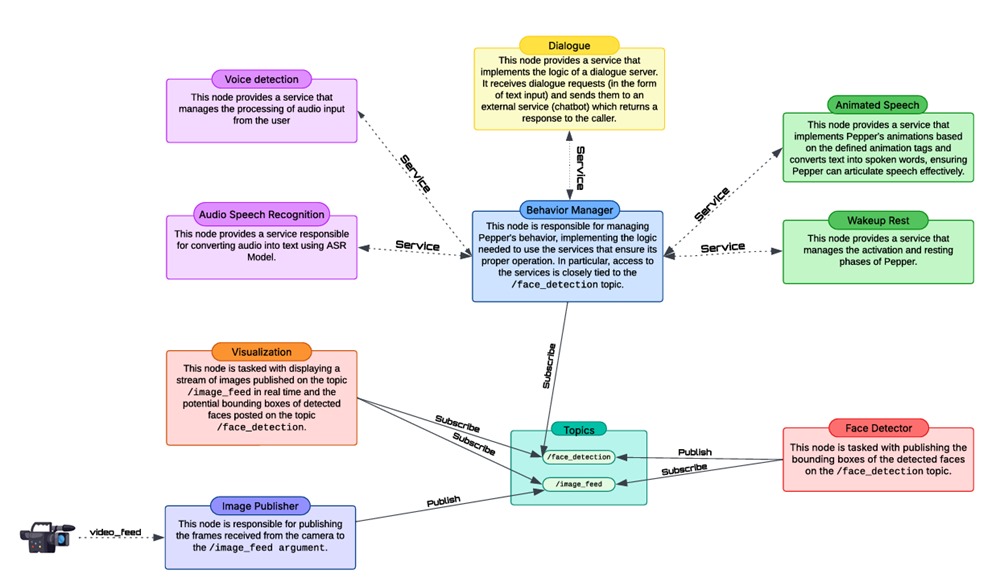 Dialogue
This node provides a service that
implements the logic of a dialogue server.
It receives dialogue requests (in the form
of text input) and sends them to an
external service (chatbot) which returns a
response to the caller.
Voice detection
This node provides a service that
manages the processing of audio input
from the user
Animated Speech
This node provides a service that
implements Pepper's animations based
on the defined animation tags and
converts text into spoken words, ensuring
Pepper can articulate speech effectively.
Service
Service
Service
Audio Speech Recognition
This node provides a service responsible
for converting audio into text using ASR
Model.
Service
Behavior Manager
This node is responsible for managing
Pepper's behavior, implementing the logic
needed to use the services that ensure its
proper operation. In particular, access to
the services is closely tied to the
/face_detection topic.
Service
Wakeup Rest
This node provides a service that
manages the activation and resting
phases of Pepper.
Subscribe
Visualization
This node is tasked with displaying a
stream of images published on the topic
/image_feed in real time and the
potential bounding boxes of detected
faces posted on the topic
/face_detection.
Subscribe
Subscribe
Topics
/face_detection
/image_feed
Publish
Subscribe
Face Detector
This node is tasked with publishing the
bounding boxes of the detected faces
on the /face_detection topic.
Publish
video_feed
Image Publisher
This node is responsible for publishing
the frames received from the camera to
the /image_feed argument.